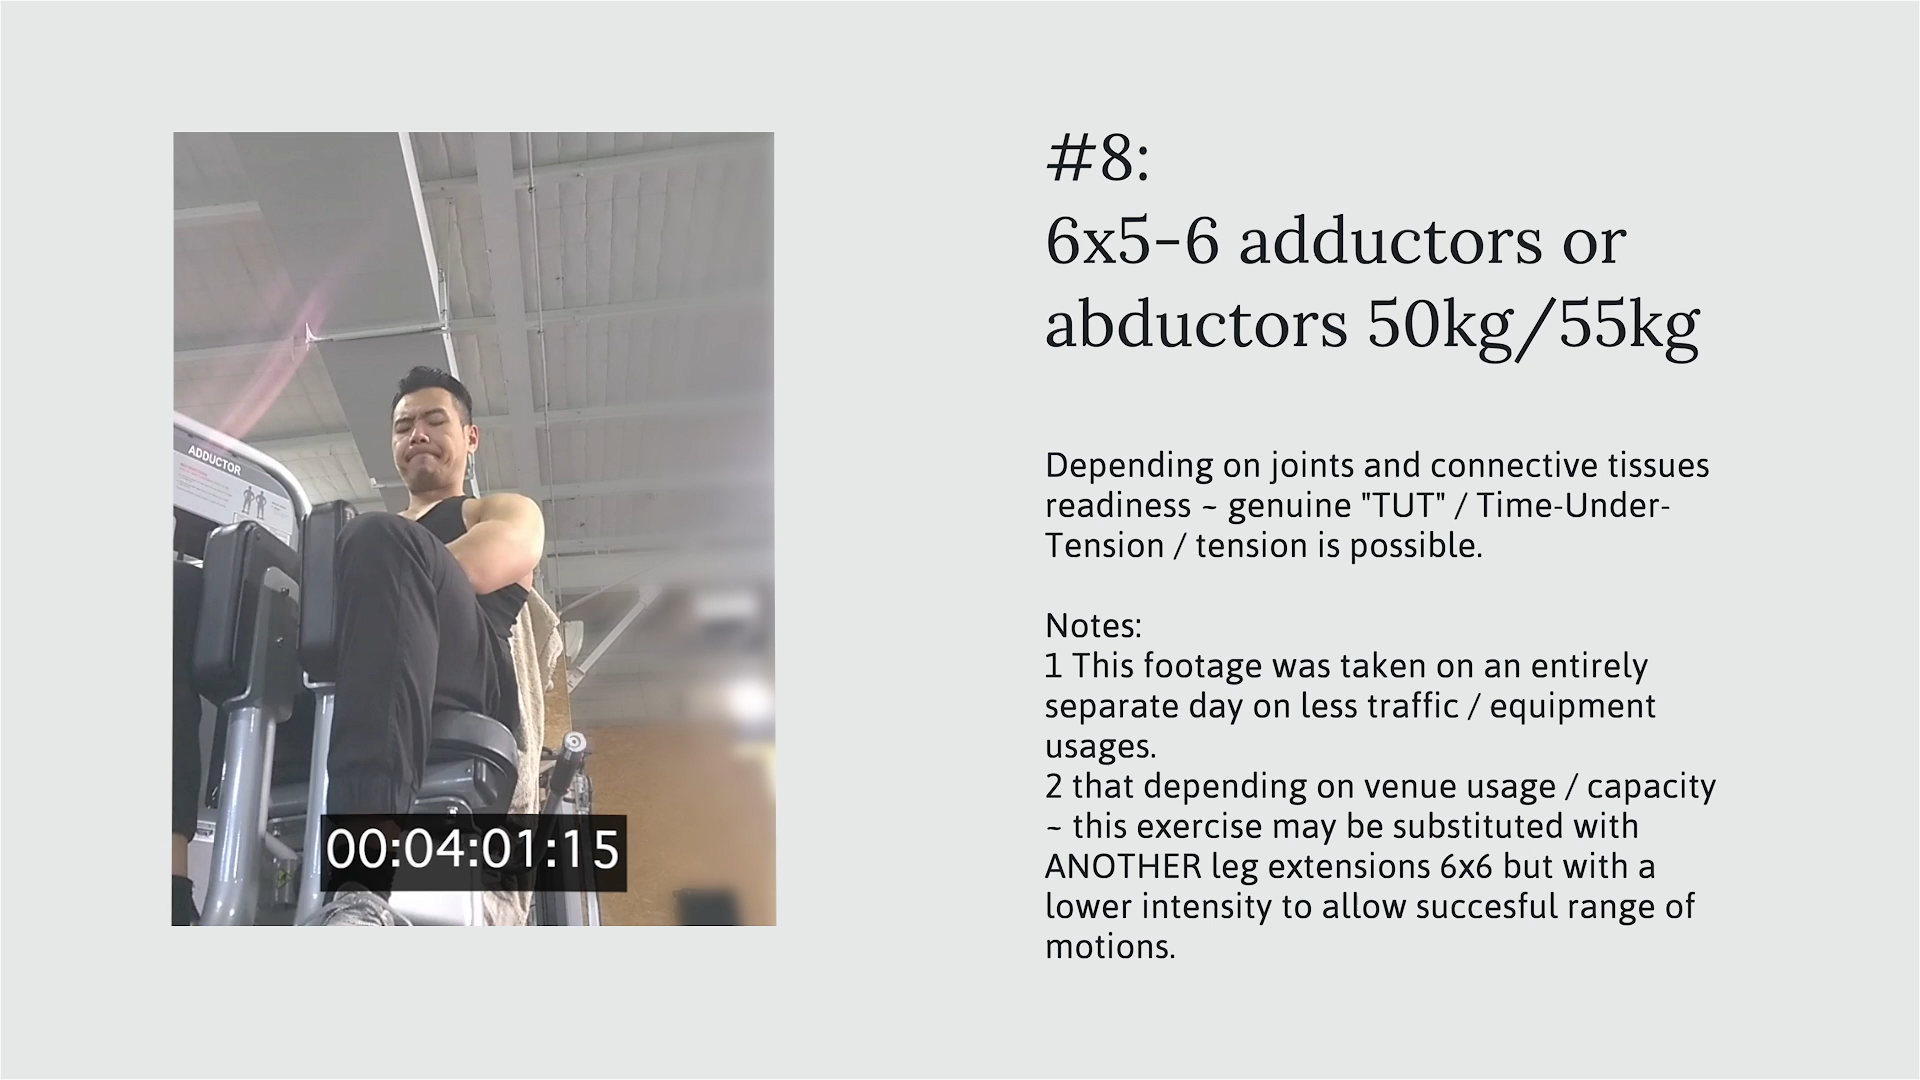 #8:
6x5-6 adductors or
abductors 50kg/55kg
Depending on joints and connective tissues
readiness ~ genuine "TUT" / Time-Under-
Tension / tension is possible.
Notes:
1 This footage was taken on an entirely
separate day on less traffic / equipment
usages.
2 that depending on venue usage / capacity
~ this exercise may be substituted with
ANOTHER leg extensions 6x6 but with a
lower intensity to allow succesful range of
motions.
ADDUCTOR
00:04:01:15